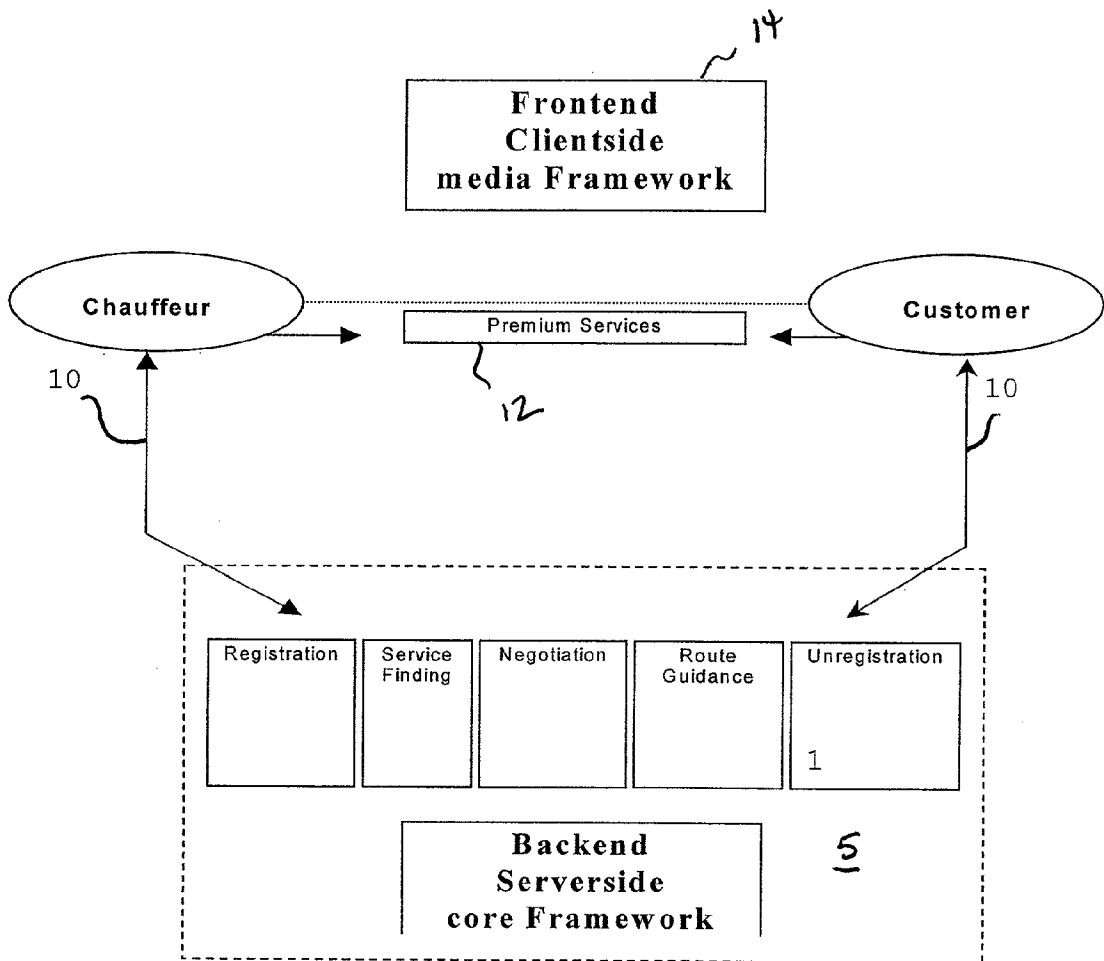 14
Frontend
Clientside
media Framework
Chauffeur
Customer
Premium Services
10
12
10
Registration
Service
Finding
Negotiation
Route
Guidance
Unregistration
1
Backend
Serverside
core Framework
5